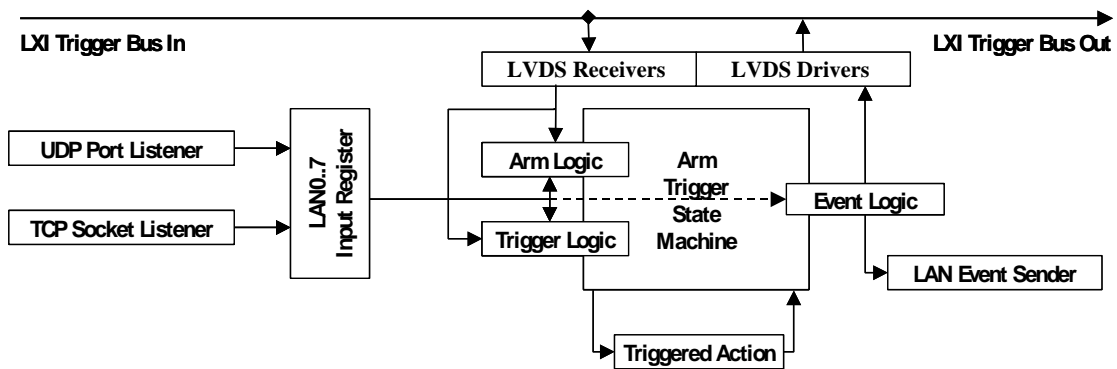 LXI Trigger Bus In
LXI Trigger Bus Out
LVDS Receivers
LVDS Drivers
UDP Port Listener
TCP Socket Listener
LAN0..7
Input Register
Arm Logic
Trigger Logic
Arm
Trigger
State
Machine
Event Logic
LAN Event Sender
Triggered Action